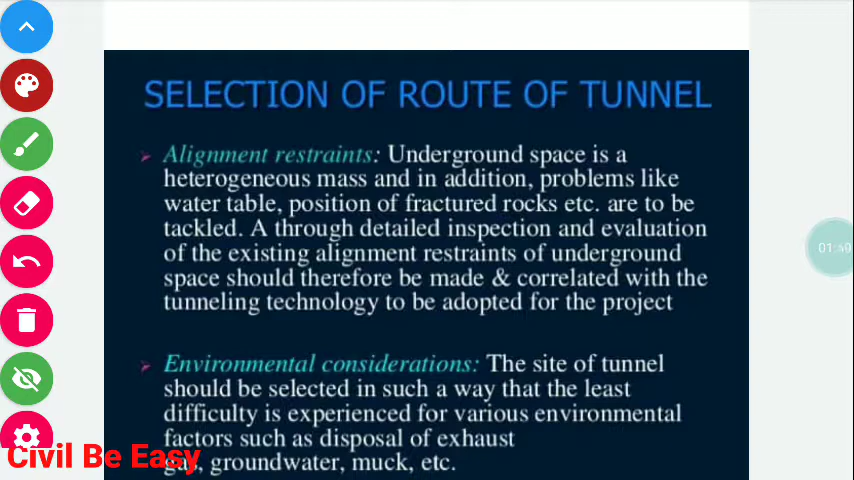 SELECTION OF ROUTE OF TUNNEL
Alignment restraints: Underground space is a
heterogeneous mass and in addition, problems like
water table, position of fractured rocks etc. are to be
tackled. A through detailed inspection and evaluation
of the existing alignment restraints of underground
space should therefore be made & correlated with the
tunneling technology to be adopted for the project
Environmental considerations: The site of tunnel
should be selected in such a way that the least
difficulty is experienced for various environmental
factors such as disposal of exhaust
gas, groundwater, muck, etc.
Civil Be Easy